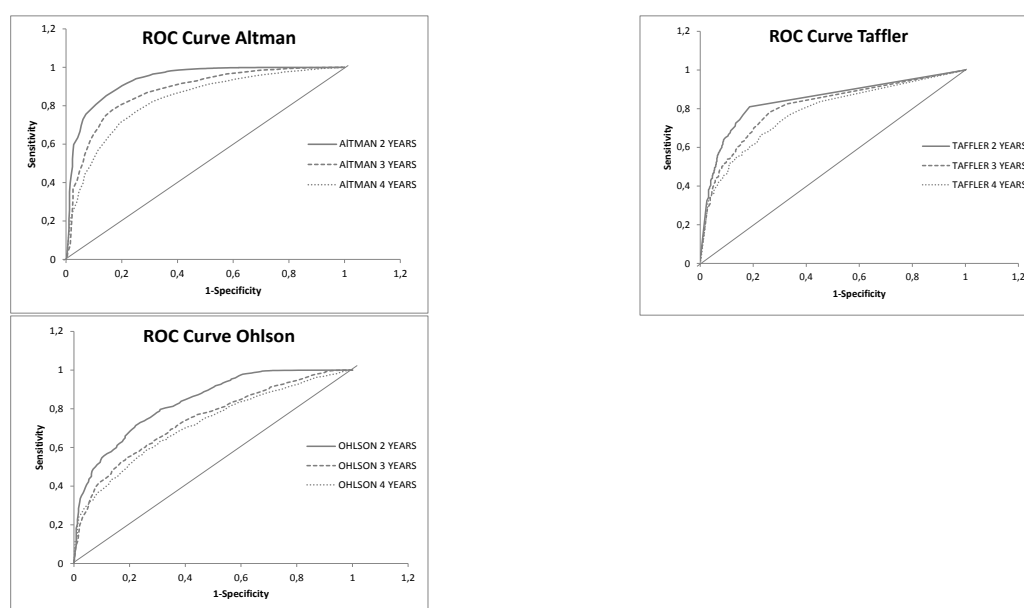 ROC Curve Altman
1,2
1
0,8
0,6
0,4
0,2
0
Sensitivity
AlTMAN 2 YEARS
AlTMAN 3 YEARS
AlTMAN 4 YEARS
0 0,2 0,4 0,6 0,8 1 1,2
1-Specificity
ROC Curve Taffler
1,2
1
0,8
0,6
0,4
0,2
0
Sensitivity
TAFFLER 2 YEARS
TAFFLER 3 YEARS
TAFFLER 4 YEARS
0 0,2 0,4 0,6 0,8 1 1,2
1-Specificity
ROC Curve Ohlson
1,2
1
0,8
0,6
0,4
0,2
0
Sensitivity
OHLSON 2 YEARS
OHLSON 3 YEARS
OHLSON 4 YEARS
0 0,2 0,4 0,6 0,8 1 1,2
1-Specificity